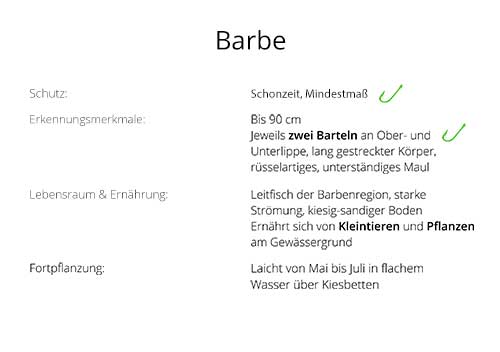 Barbe
Schutz: Schonzeit, Mindestmaß
Erkennungsmerkmale: Bis 90 cm
Jeweils zwei Barteln an Ober- und
Unterlippe, lang gestreckter Körper,
rüsselartiges, unterständiges Maul
Lebensraum & Ernährung: Leitfisch der Barbenregion, starke
Strömung, kiesig-sandiger Boden
Ernährt sich von Kleintieren und Pflanzen
am Gewässergrund
Fortpflanzung: Laicht von Mai bis Juli in flachem
Wasser über Kiesbetten